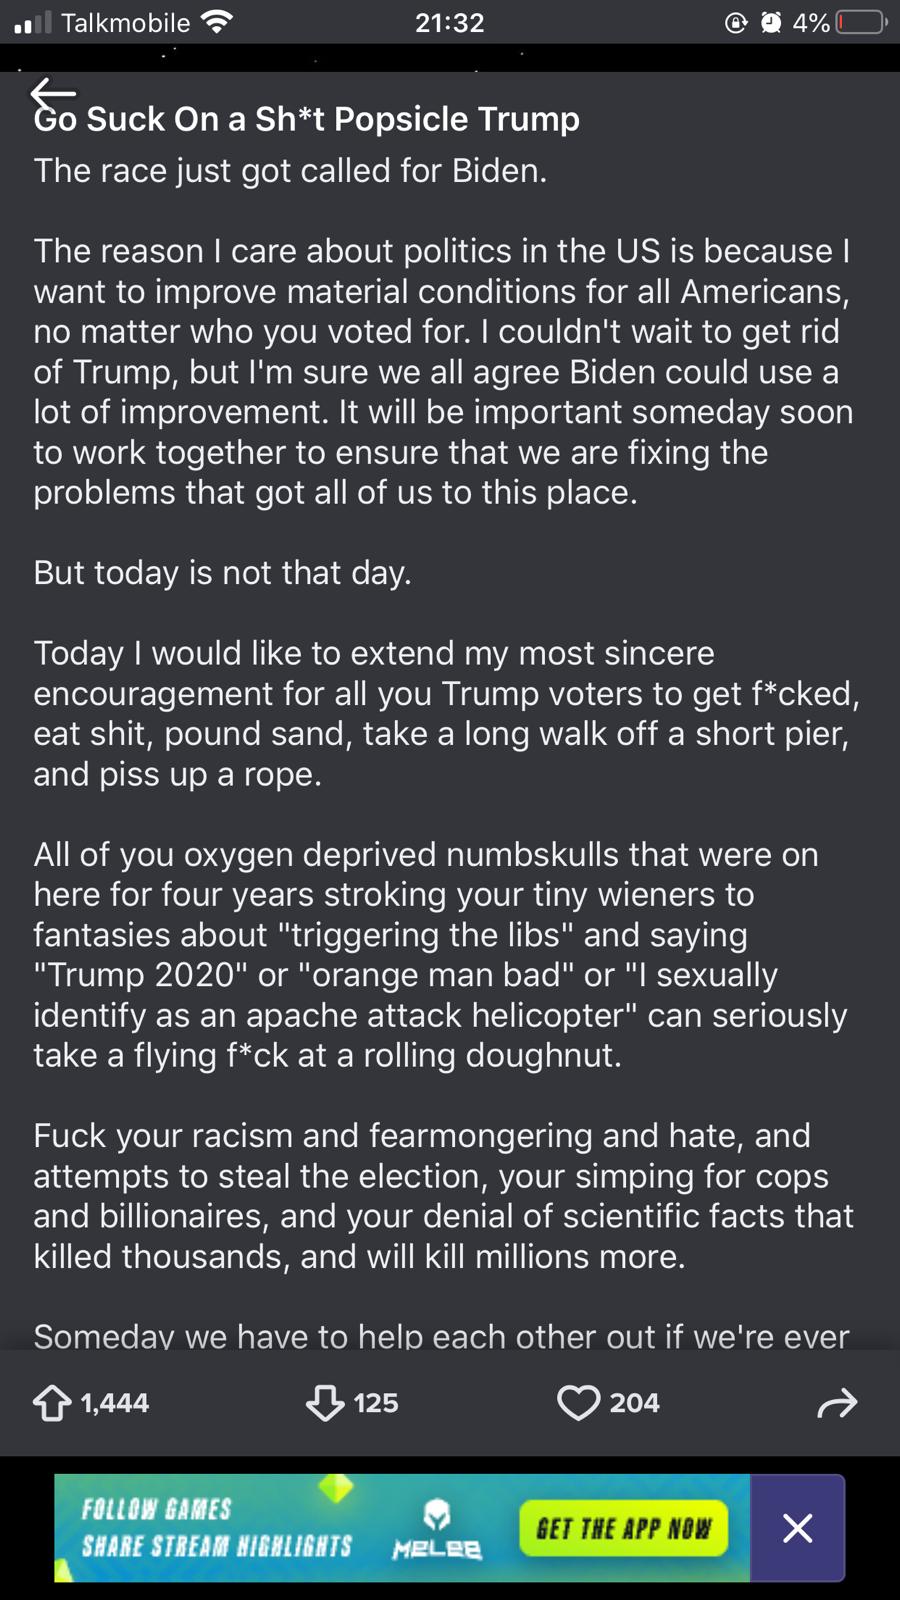 Talkmobile 21:32 4%
Go Suck On a Sh*t Popsicle Trump
The race just got called for Biden.
The reason I care about politics in the US is because I
want to improve material conditions for all Americans,
no matter who you voted for. I couldn't wait to get rid
of Trump, but I'm sure we all agree Biden could use a
lot of improvement. It will be important someday soon
to work together to ensure that we are fixing the
problems that got all of us to this place.
But today is not that day.
Today I would like to extend my most sincere
encouragement for all you Trump voters to get f*cked,
eat shit, pound sand, take a long walk off a short pier,
and piss up a rope.
All of you oxygen deprived numbskulls that were on
here for four years stroking your tiny wieners to
fantasies about "triggering the libs" and saying
"Trump 2020" or "orange man bad" or "I sexually
identify as an apache attack helicopter" can seriously
take a flying f*ck at a rolling doughnut.
Fuck your racism and fearmongering and hate, and
attempts to steal the election, your simping for cops
and billionaires, and your denial of scientific facts that
killed thousands, and will kill millions more.
Someday we have to help each other out if we're ever
1,444 125 204
FOLLOW GAMES
SHARE STREAM HIGHLIGHTS
MELEE
GET THE APP NOW